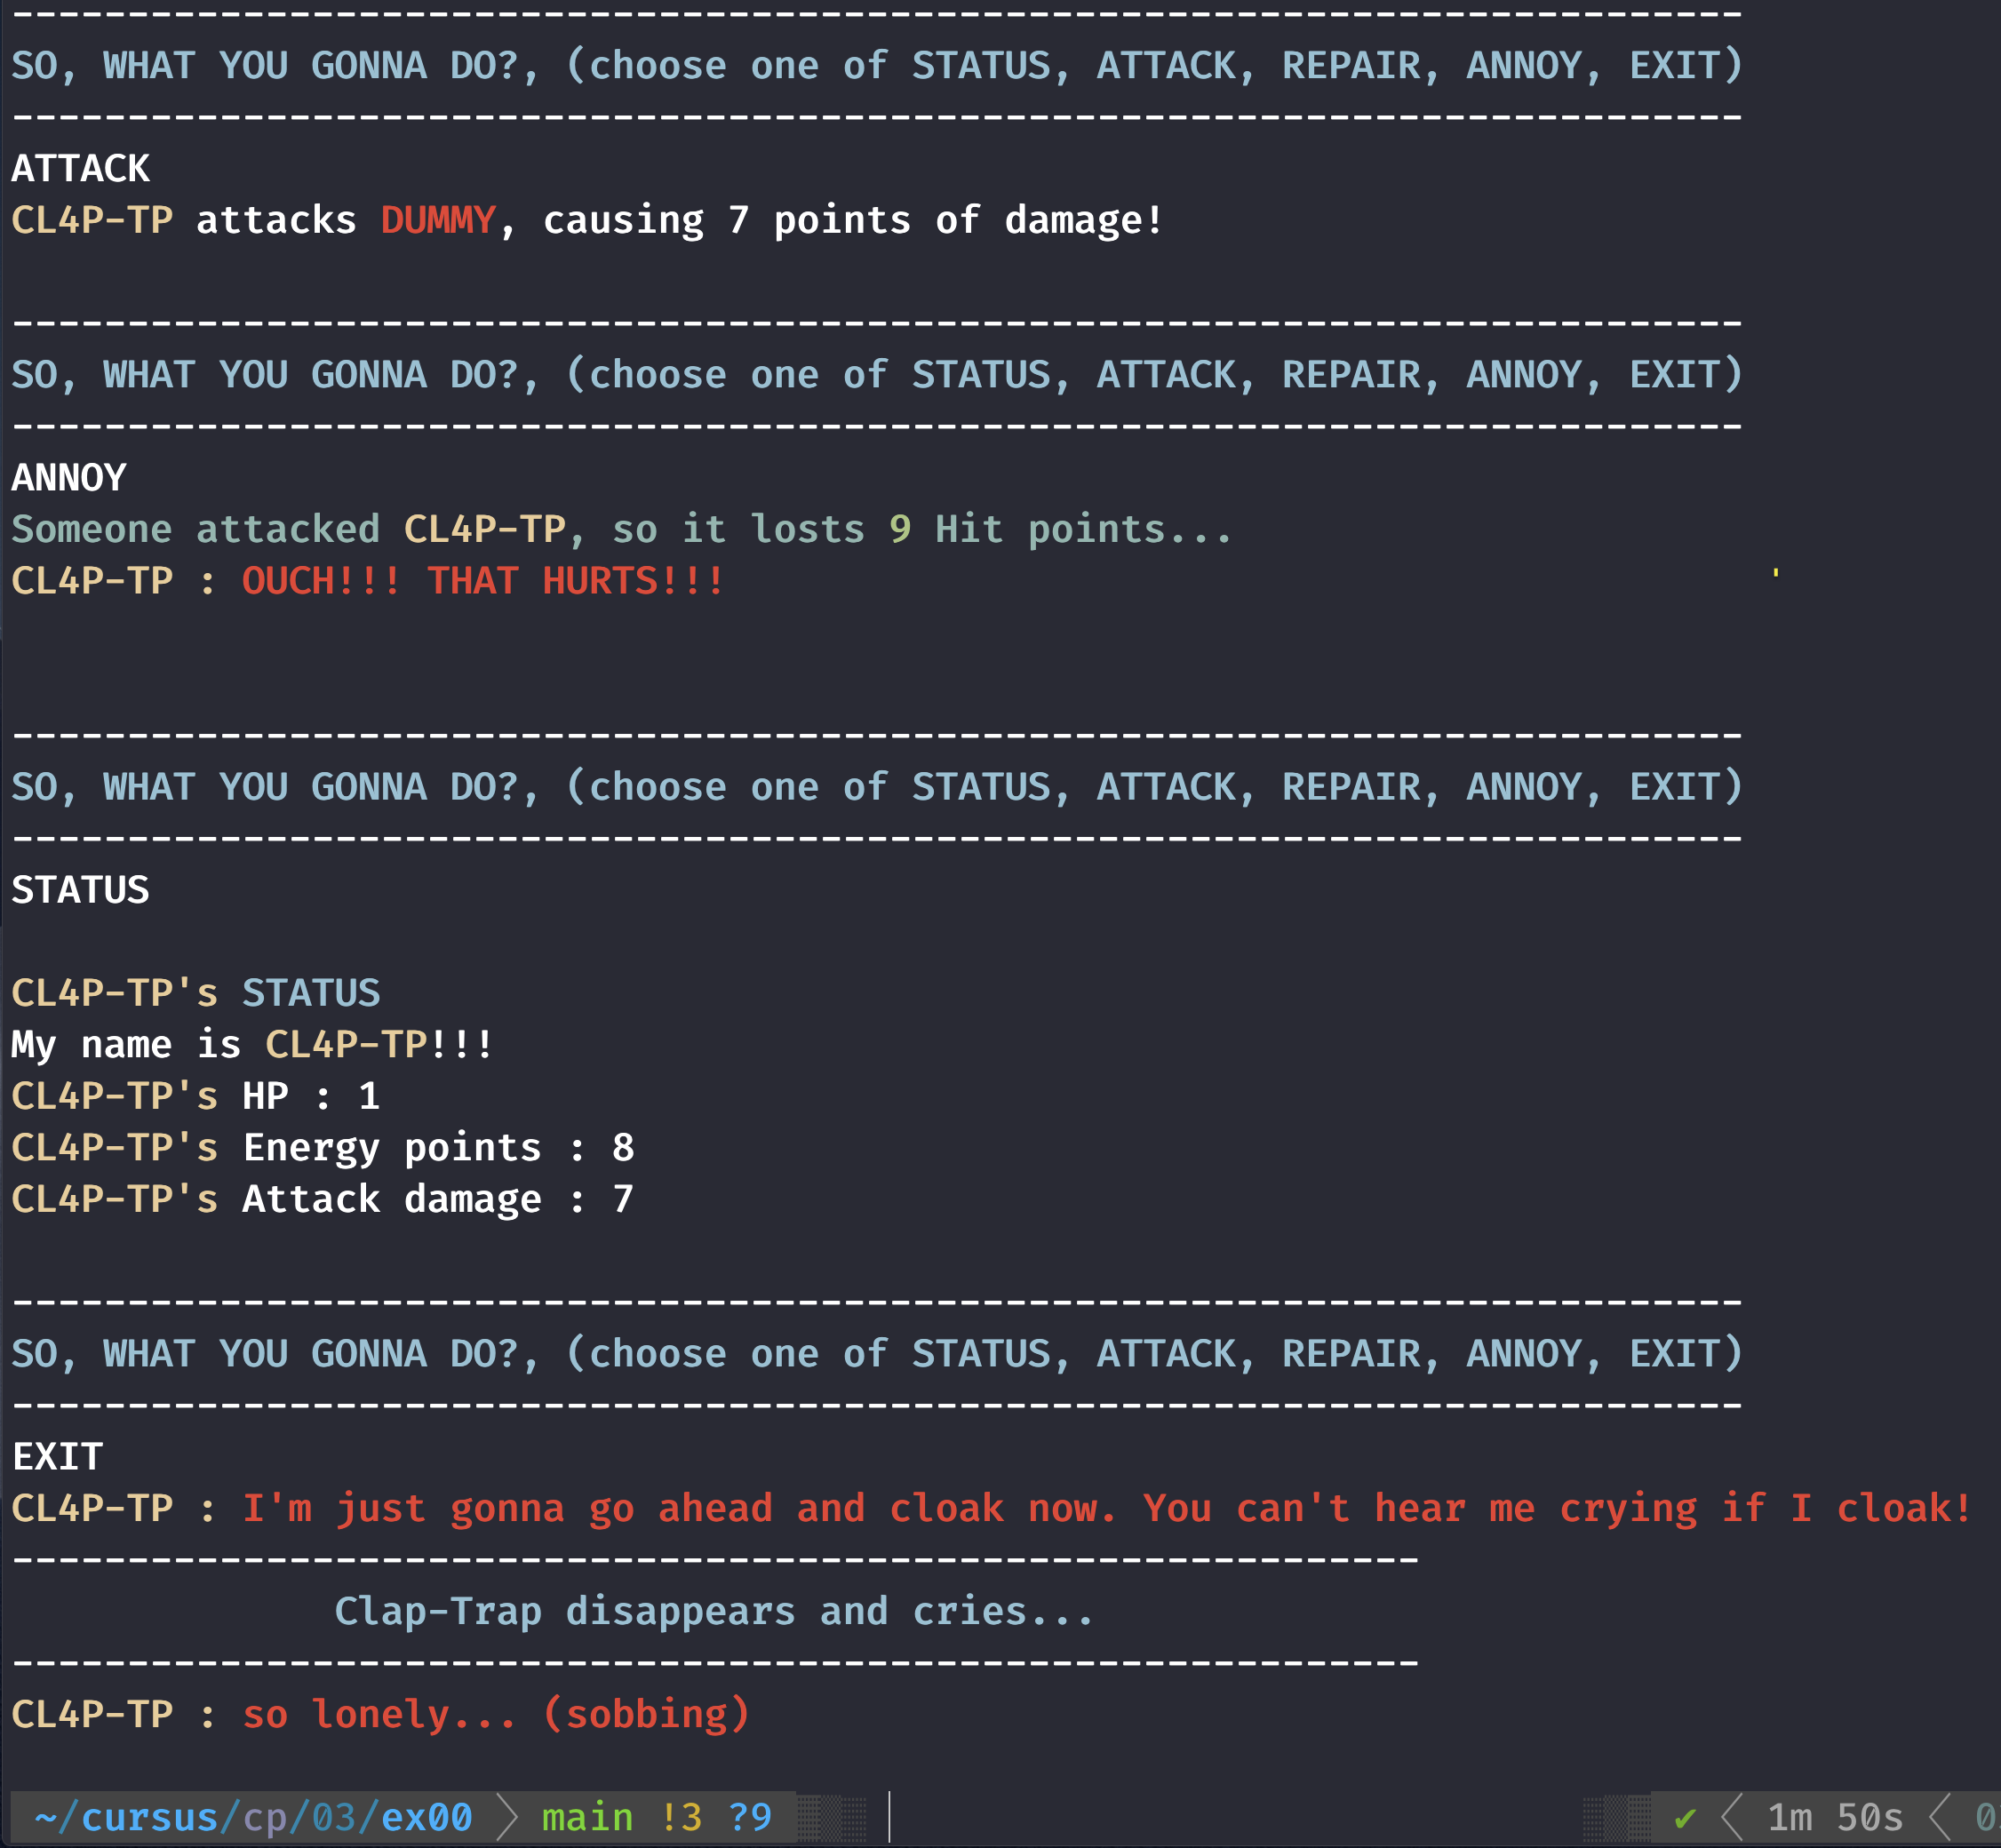 ---------------------------------------------------------------------------
SO, WHAT YOU GONNA DO?, (choose one of STATUS, ATTACK, REPAIR, ANNOY, EXIT)
---------------------------------------------------------------------------
ATTACK
CL4P-TP attacks DUMMY, causing 7 points of damage!
---------------------------------------------------------------------------
SO, WHAT YOU GONNA DO?, (choose one of STATUS, ATTACK, REPAIR, ANNOY, EXIT)
---------------------------------------------------------------------------
ANNOY
Someone attacked CL4P-TP, so it losts 9 Hit points...
CL4P-TP : OUCH!!! THAT HURTS!!! '
---------------------------------------------------------------------------
SO, WHAT YOU GONNA DO?, (choose one of STATUS, ATTACK, REPAIR, ANNOY, EXIT)
---------------------------------------------------------------------------
STATUS
CL4P-TP's STATUS
My name is CL4P-TP!!!
CL4P-TP's HP : 1
CL4P-TP's Energy points : 8
CL4P-TP's Attack damage : 7
---------------------------------------------------------------------------
SO, WHAT YOU GONNA DO?, (choose one of STATUS, ATTACK, REPAIR, ANNOY, EXIT)
---------------------------------------------------------------------------
EXIT
CL4P-TP : I'm just gonna go ahead and cloak now. You can't hear me crying if I cloak!
-------------------------------------------------------------
Clap-Trap disappears and cries...
-------------------------------------------------------------
CL4P-TP : so lonely... (sobbing)
~/cursus/cp/03/ex00 main !3 ?9 ✔ 1m 50s